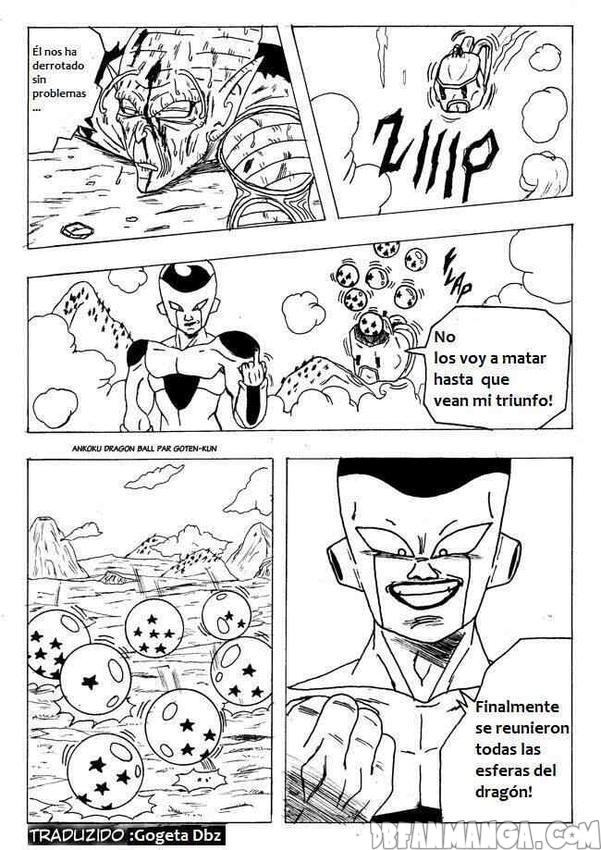 Él nos ha
derrotado
sin
problemas
...
ZIIIIP
FLAP
No
los voy a matar
hasta que
vean mi triunfo!
ANKOKU DRAGON BALL PAR GOTEN-KUN
Finalmente
se reunieron
todas las
esferas del
dragón!
TRADUZIDO :Gogeta Dbz
DBFANMANGA.COM